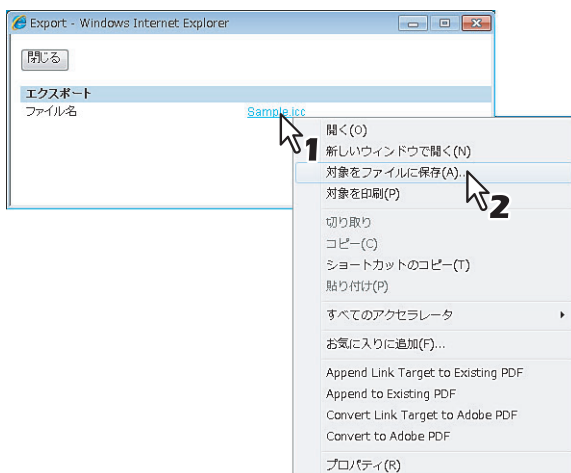 Export - Windows Internet Explorer
閉じる
エクスポート
ファイル名 Sample.icc
1
開く(O)
新しいウィンドウで開く(N)
対象をファイルに保存(A)...
2
対象を印刷(P)
切り取り
コピー(C)
ショートカットのコピー(T)
貼り付け(P)
すべてのアクセラレータ
お気に入りに追加(F)...
Append Link Target to Existing PDF
Append to Existing PDF
Convert Link Target to Adobe PDF
Convert to Adobe PDF
プロパティ(R)